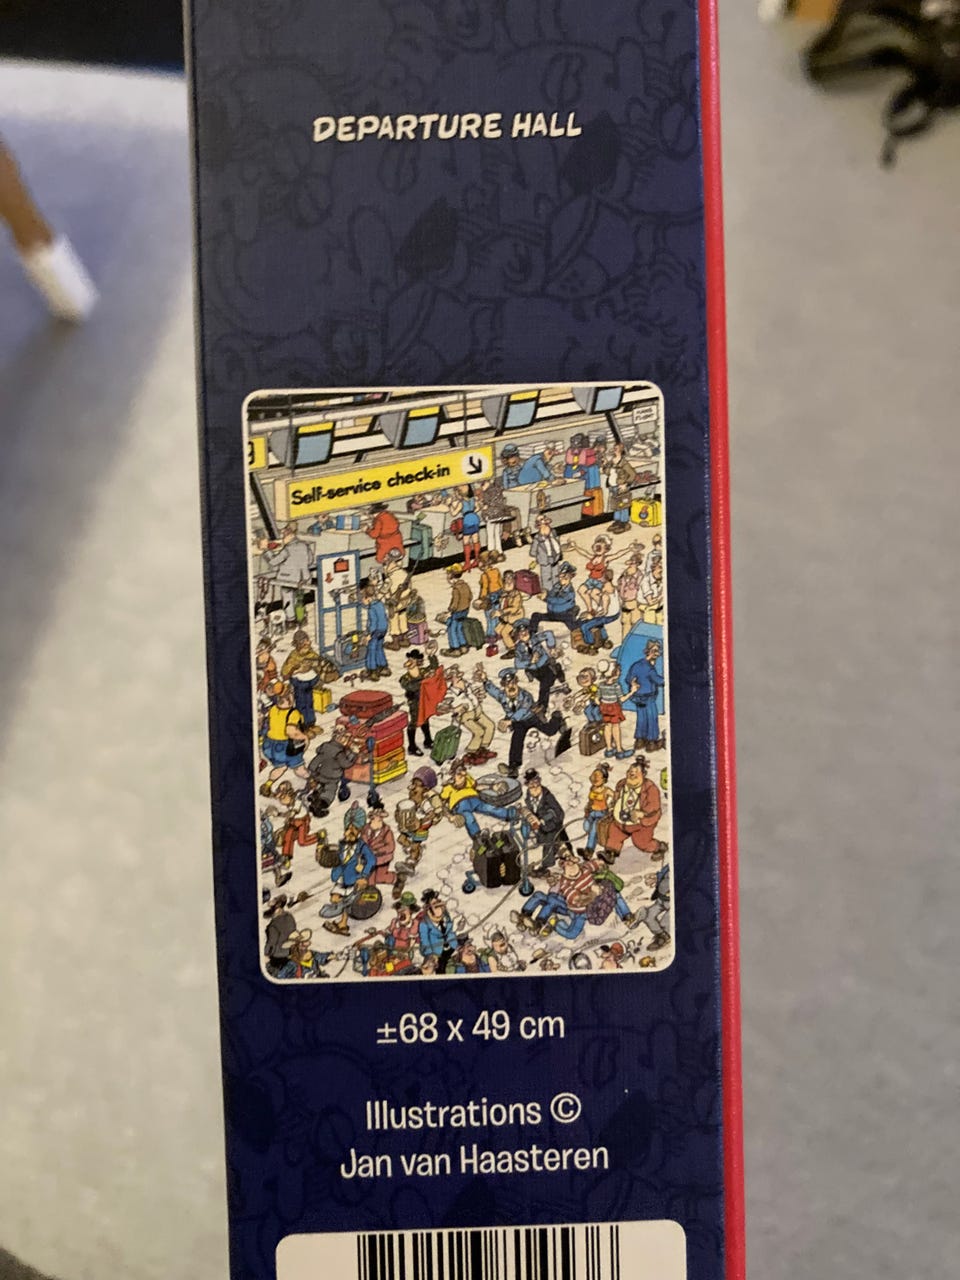 DEPARTURE HALL
Self-service check-in
±68 x 49 cm
Illustrations ©
Jan van Haasteren